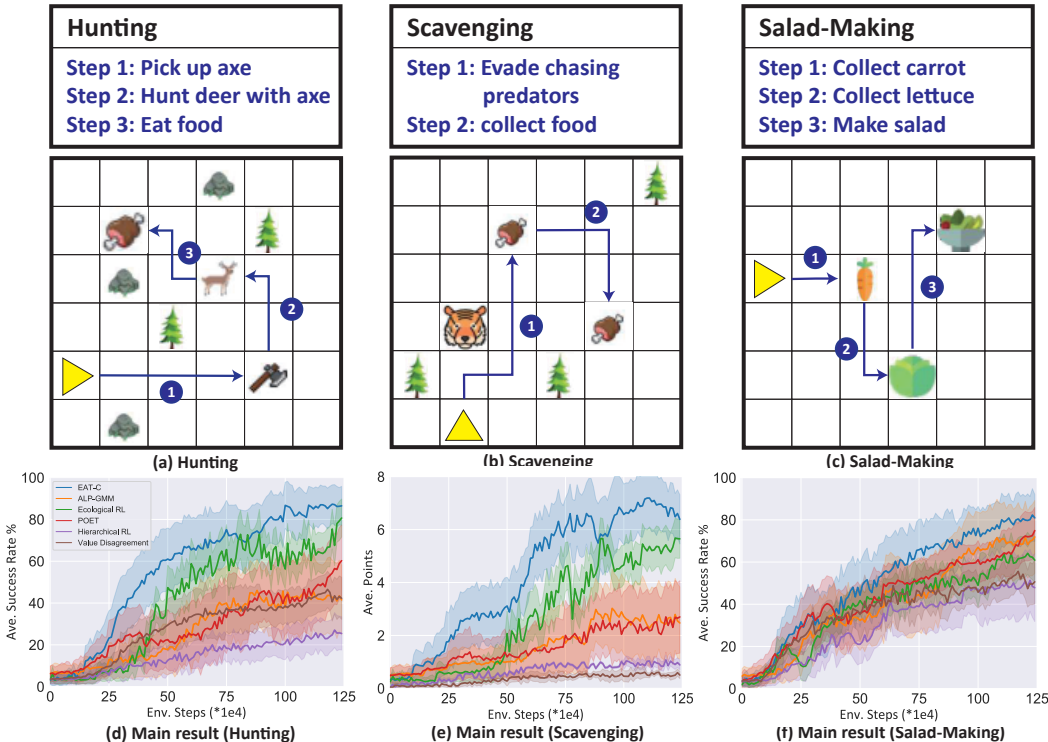 Hunting
Step 1: Pick up axe
Step 2: Hunt deer with axe
Step 3: Eat food
Scavenging
Step 1: Evade chasing
predators
Step 2: collect food
Salad-Making
Step 1: Collect carrot
Step 2: Collect lettuce
Step 3: Make salad
3
2
1
2
1
1
2
3
(a) Hunting
(b) Scavenging
(c) Salad-Making
Ave. Success Rate %
100
80
60
40
20
0
EAT-C
ALP-GMM
Ecological RL
POET
Hierarchical RL
Value Disagreement
0 25 50 75 100 125
Env. Steps (*1e4)
(d) Main result (Hunting)
Ave. Points
8
6
4
2
0
0 25 50 75 100 125
Env. Steps (*1e4)
(e) Main result (Scavenging)
Ave. Success Rate %
100
80
60
40
20
0
0 25 50 75 100 125
Env. Steps (*1e4)
(f) Main result (Salad-Making)